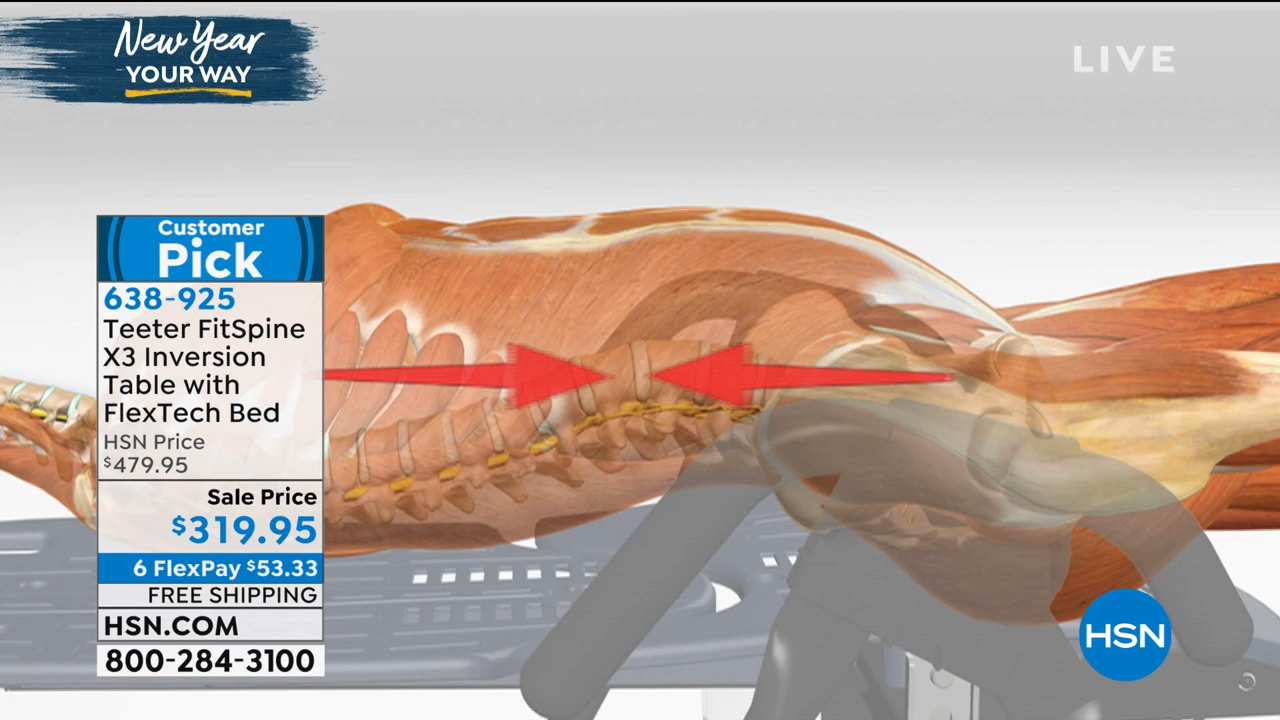 New Year
YOUR WAY
LIVE
Customer
Pick
638-925
Teeter FitSpine
X3 Inversion
Table with
FlexTech Bed
HSN Price
$479.95
Sale Price
$319.95
6 FlexPay $53.33
FREE SHIPPING
HSN.COM
800-284-3100
HSN